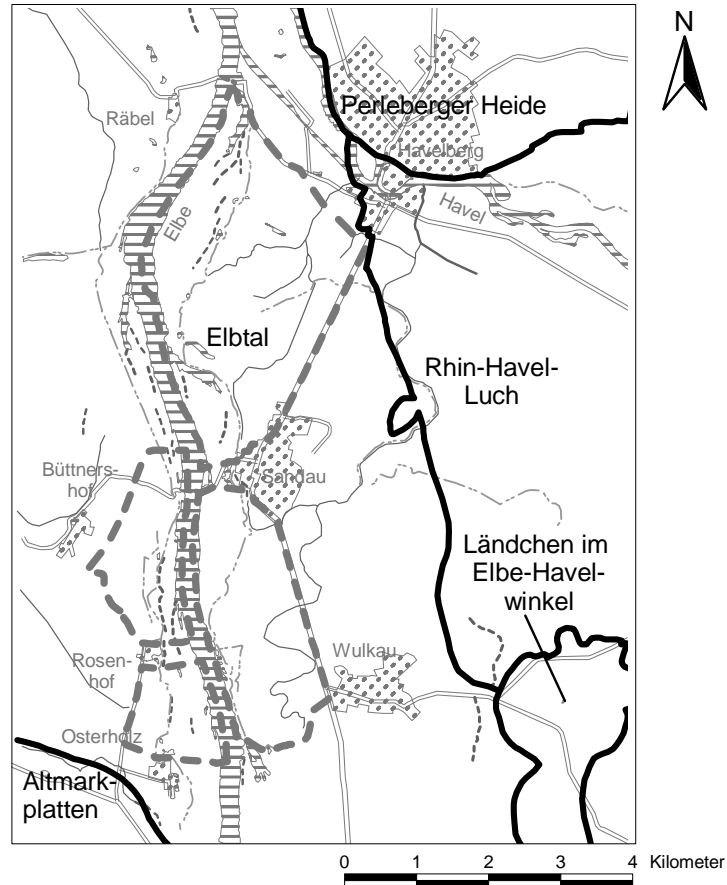 N
Perleberger Heide
Räbel
Havelberg
Havel
Elbe
Elbtal
Rhin-Havel-
Luch
Büttners-
hof
Sandau
Ländchen im
Elbe-Havel-
winkel
Rosen-
hof
Wulkau
Osterholz
Altmark-
platten
0 1 2 3 4 Kilometer